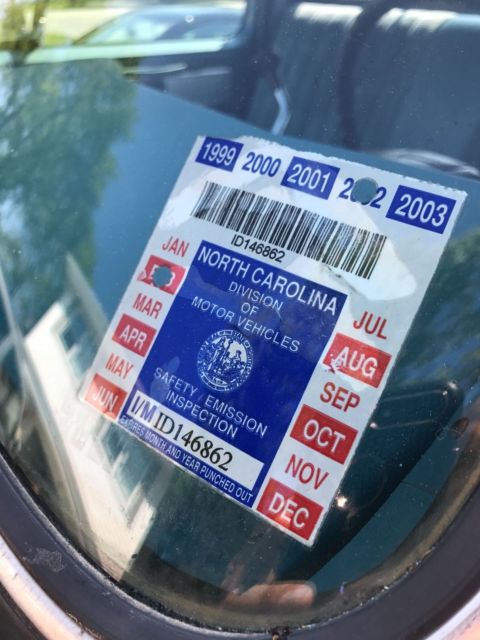 1999 2000 2001 2003
ID146862
NORTH CAROLINA
DIVISION
OF
MOTOR VEHICLES
SAFETY, EMISSION
INSPECTION
I/M ID146862
EXPIRES MONTH AND YEAR PUNCHED OUT
JAN
MAR
APR
MAY
JUN
JUL
AUG
SEP
OCT
NOV
DEC